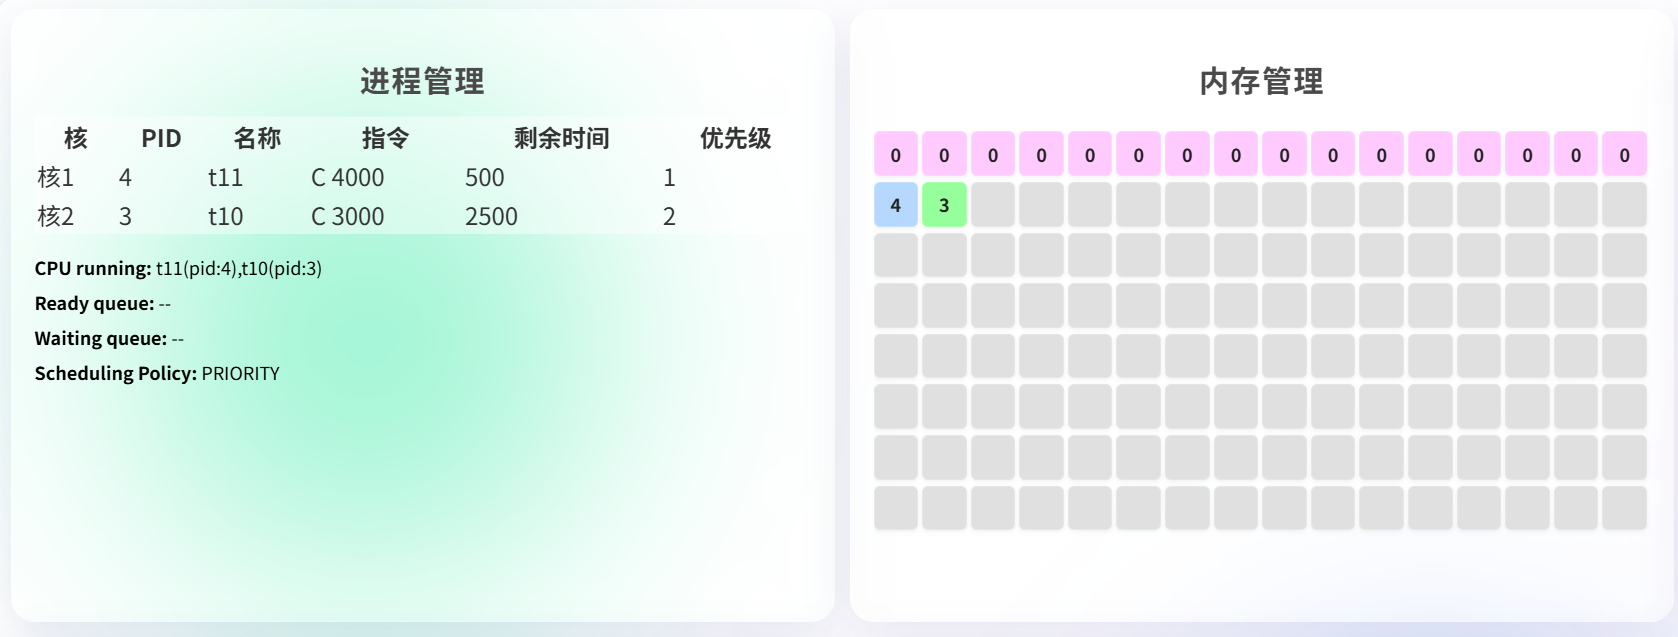 进程管理
核 PID 名称 指令 剩余时间 优先级
核1 4 t11 C 4000 500 1
核2 3 t10 C 3000 2500 2
CPU running: t11(pid:4),t10(pid:3)
Ready queue: --
Waiting queue: --
Scheduling Policy: PRIORITY
内存管理
0 0 0 0 0 0 0 0 0 0 0 0 0 0 0 0
4 3